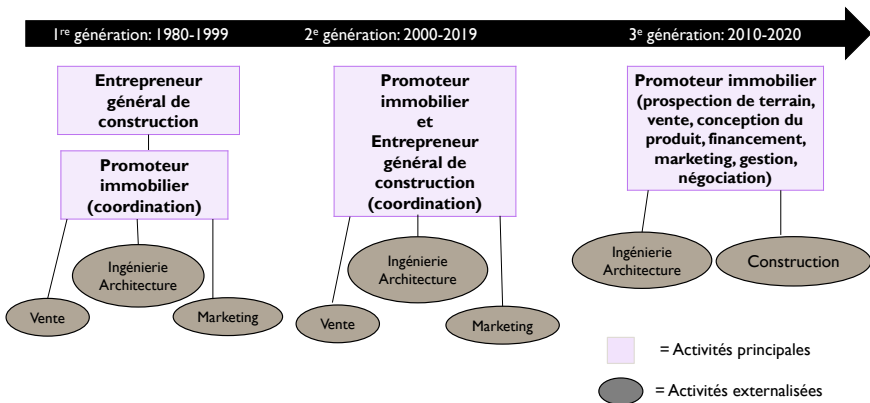 1re génération: 1980-1999
2e génération: 2000-2019
3e génération: 2010-2020
Entrepreneur
général de
construction
Promoteur
immobilier
(coordination)
Ingénierie
Architecture
Vente
Marketing
Promoteur
immobilier
et
Entrepreneur
général de
construction
(coordination)
Ingénierie
Architecture
Vente
Marketing
Promoteur immobilier
(prospection de terrain,
vente, conception du
produit, financement,
marketing, gestion,
négociation)
Ingénierie
Architecture
Construction
= Activités principales
= Activités externalisées